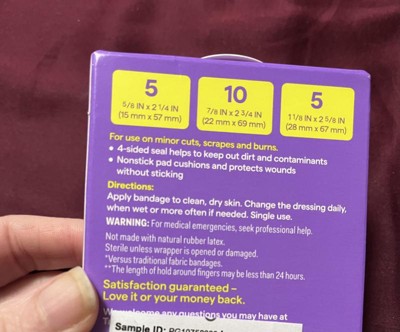 5
5/8 IN x 2 1/4 IN
(15 mm x 57 mm)
10
7/8 IN x 2 3/4 IN
(22 mm x 69 mm)
5
1 1/8 IN x 2 5/8 IN
(28 mm x 67 mm)
For use on minor cuts, scrapes and burns.
• 4-sided seal helps to keep out dirt and contaminants
• Nonstick pad cushions and protects wounds
without sticking
Directions:
Apply bandage to clean, dry skin. Change the dressing daily,
when wet or more often if needed. Single use.
WARNING: For medical emergencies, seek professional help.
Not made with natural rubber latex.
Sterile unless wrapper is opened or damaged.
*Versus traditional fabric bandages.
**The length of hold around fingers may be less than 24 hours.
Satisfaction guaranteed –
Love it or your money back.
We welcome any questions you may have at
Sample ID: